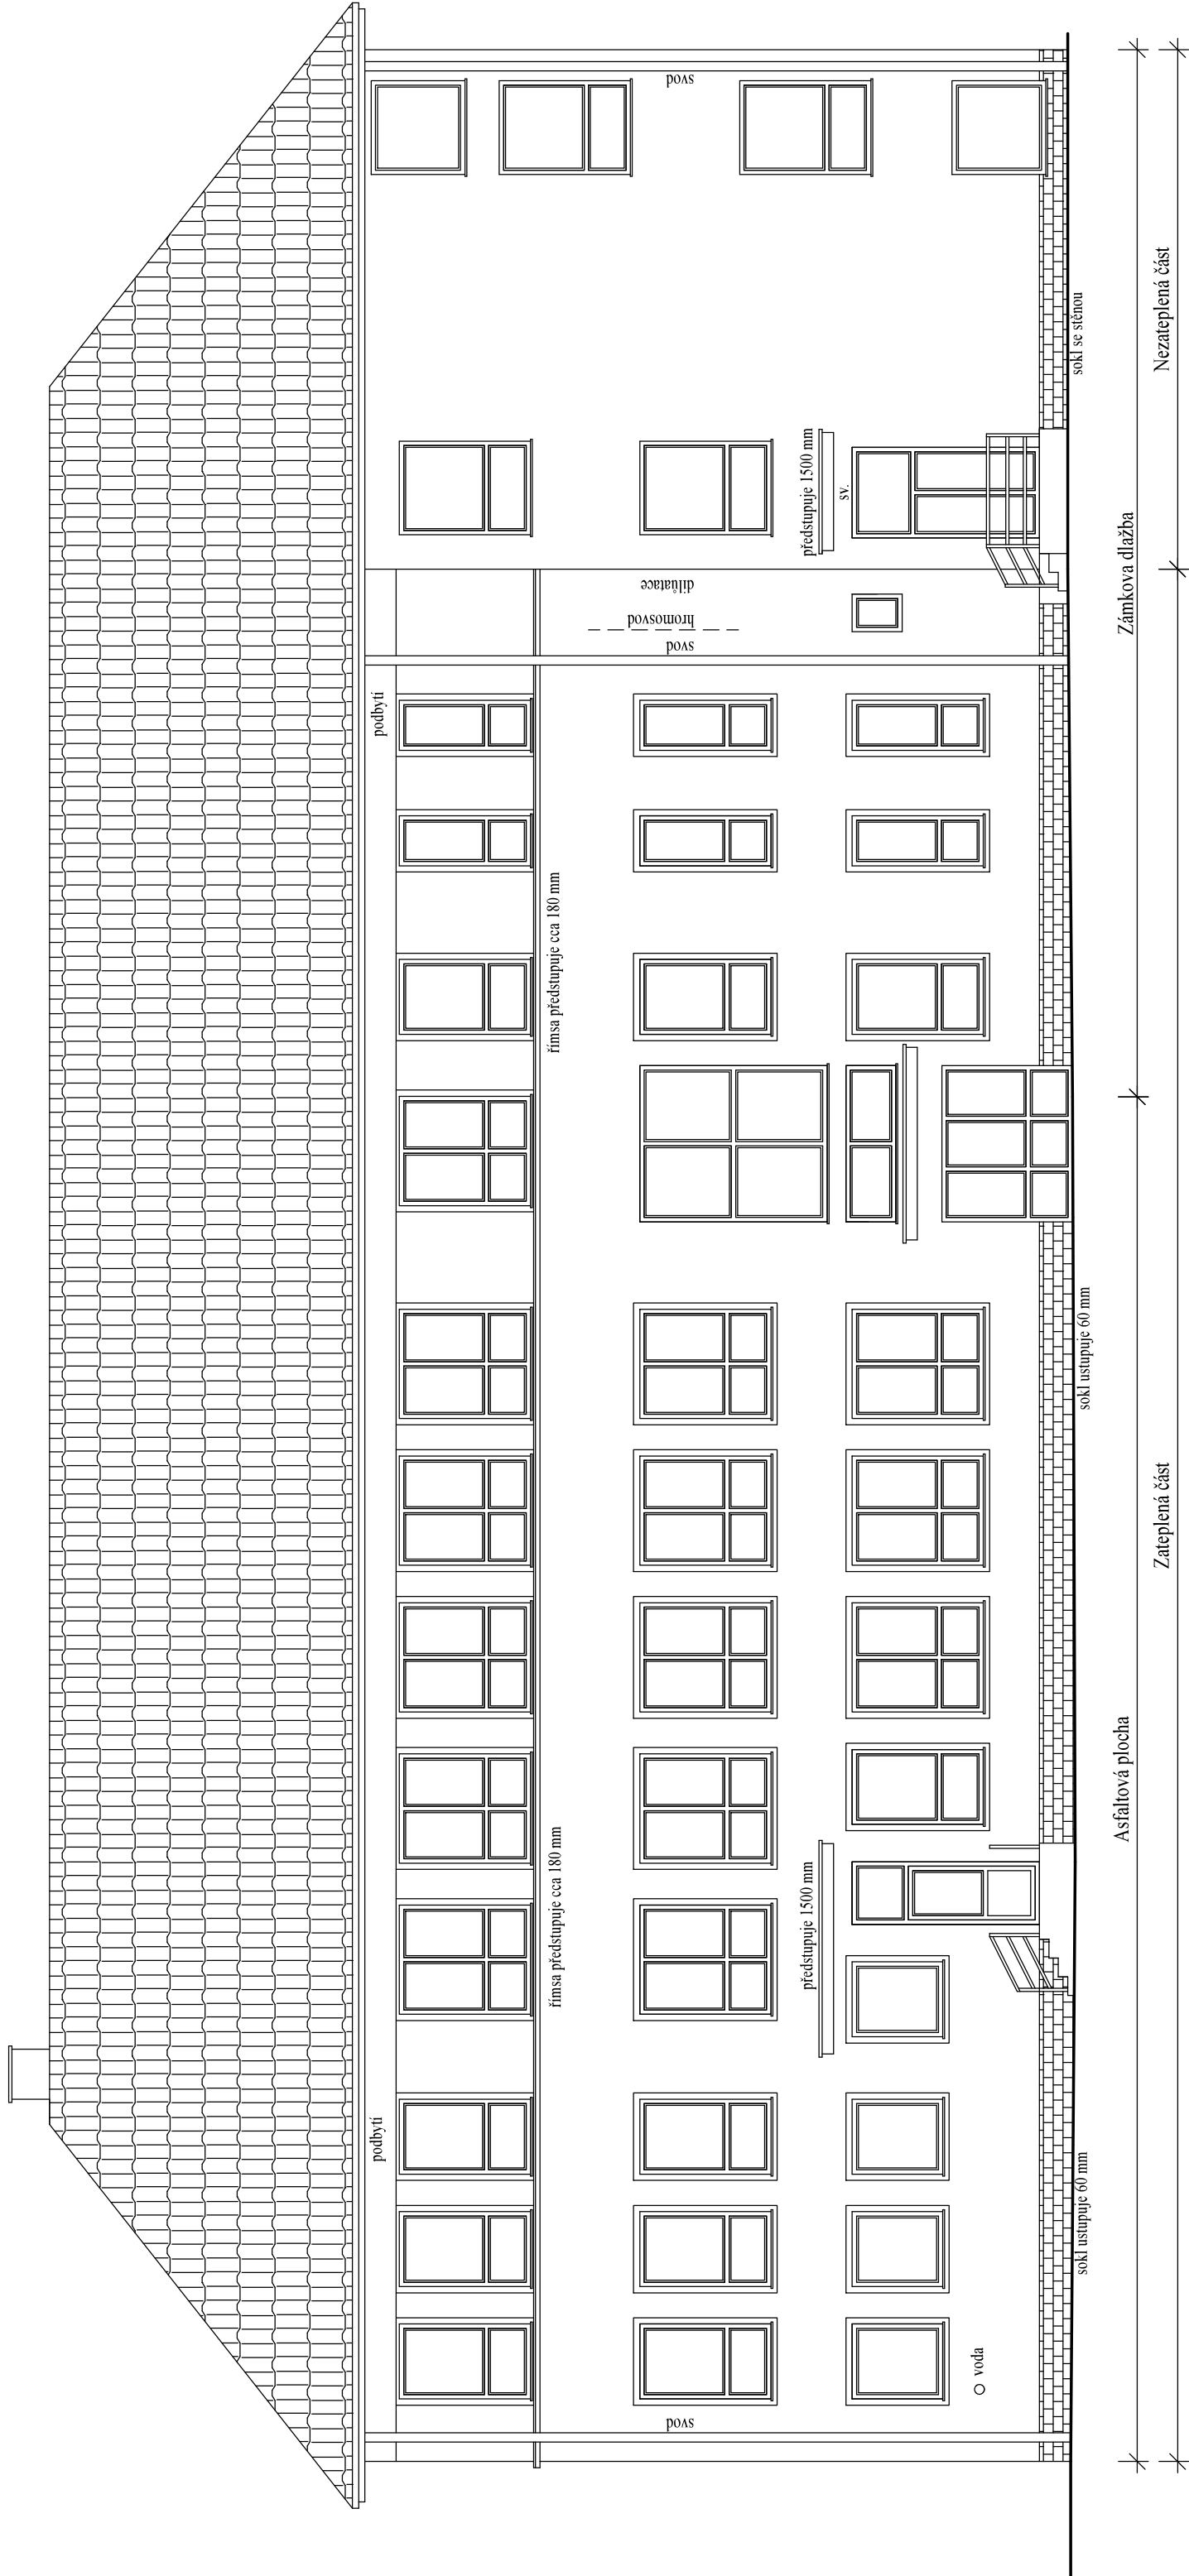 podbytí
podbytí
římsa předstupuje cca 180 mm
římsa předstupuje cca 180 mm
svod
svod
hromosvod
dilůatace
svod
předstupuje 1500 mm
předstupuje 1500 mm
sv.
voda
sokl ustupuje 60 mm
sokl ustupuje 60 mm
sokl se stěnou
Asfaltová plocha
Zámkova dlažba
Zateplená část
Nezateplená část